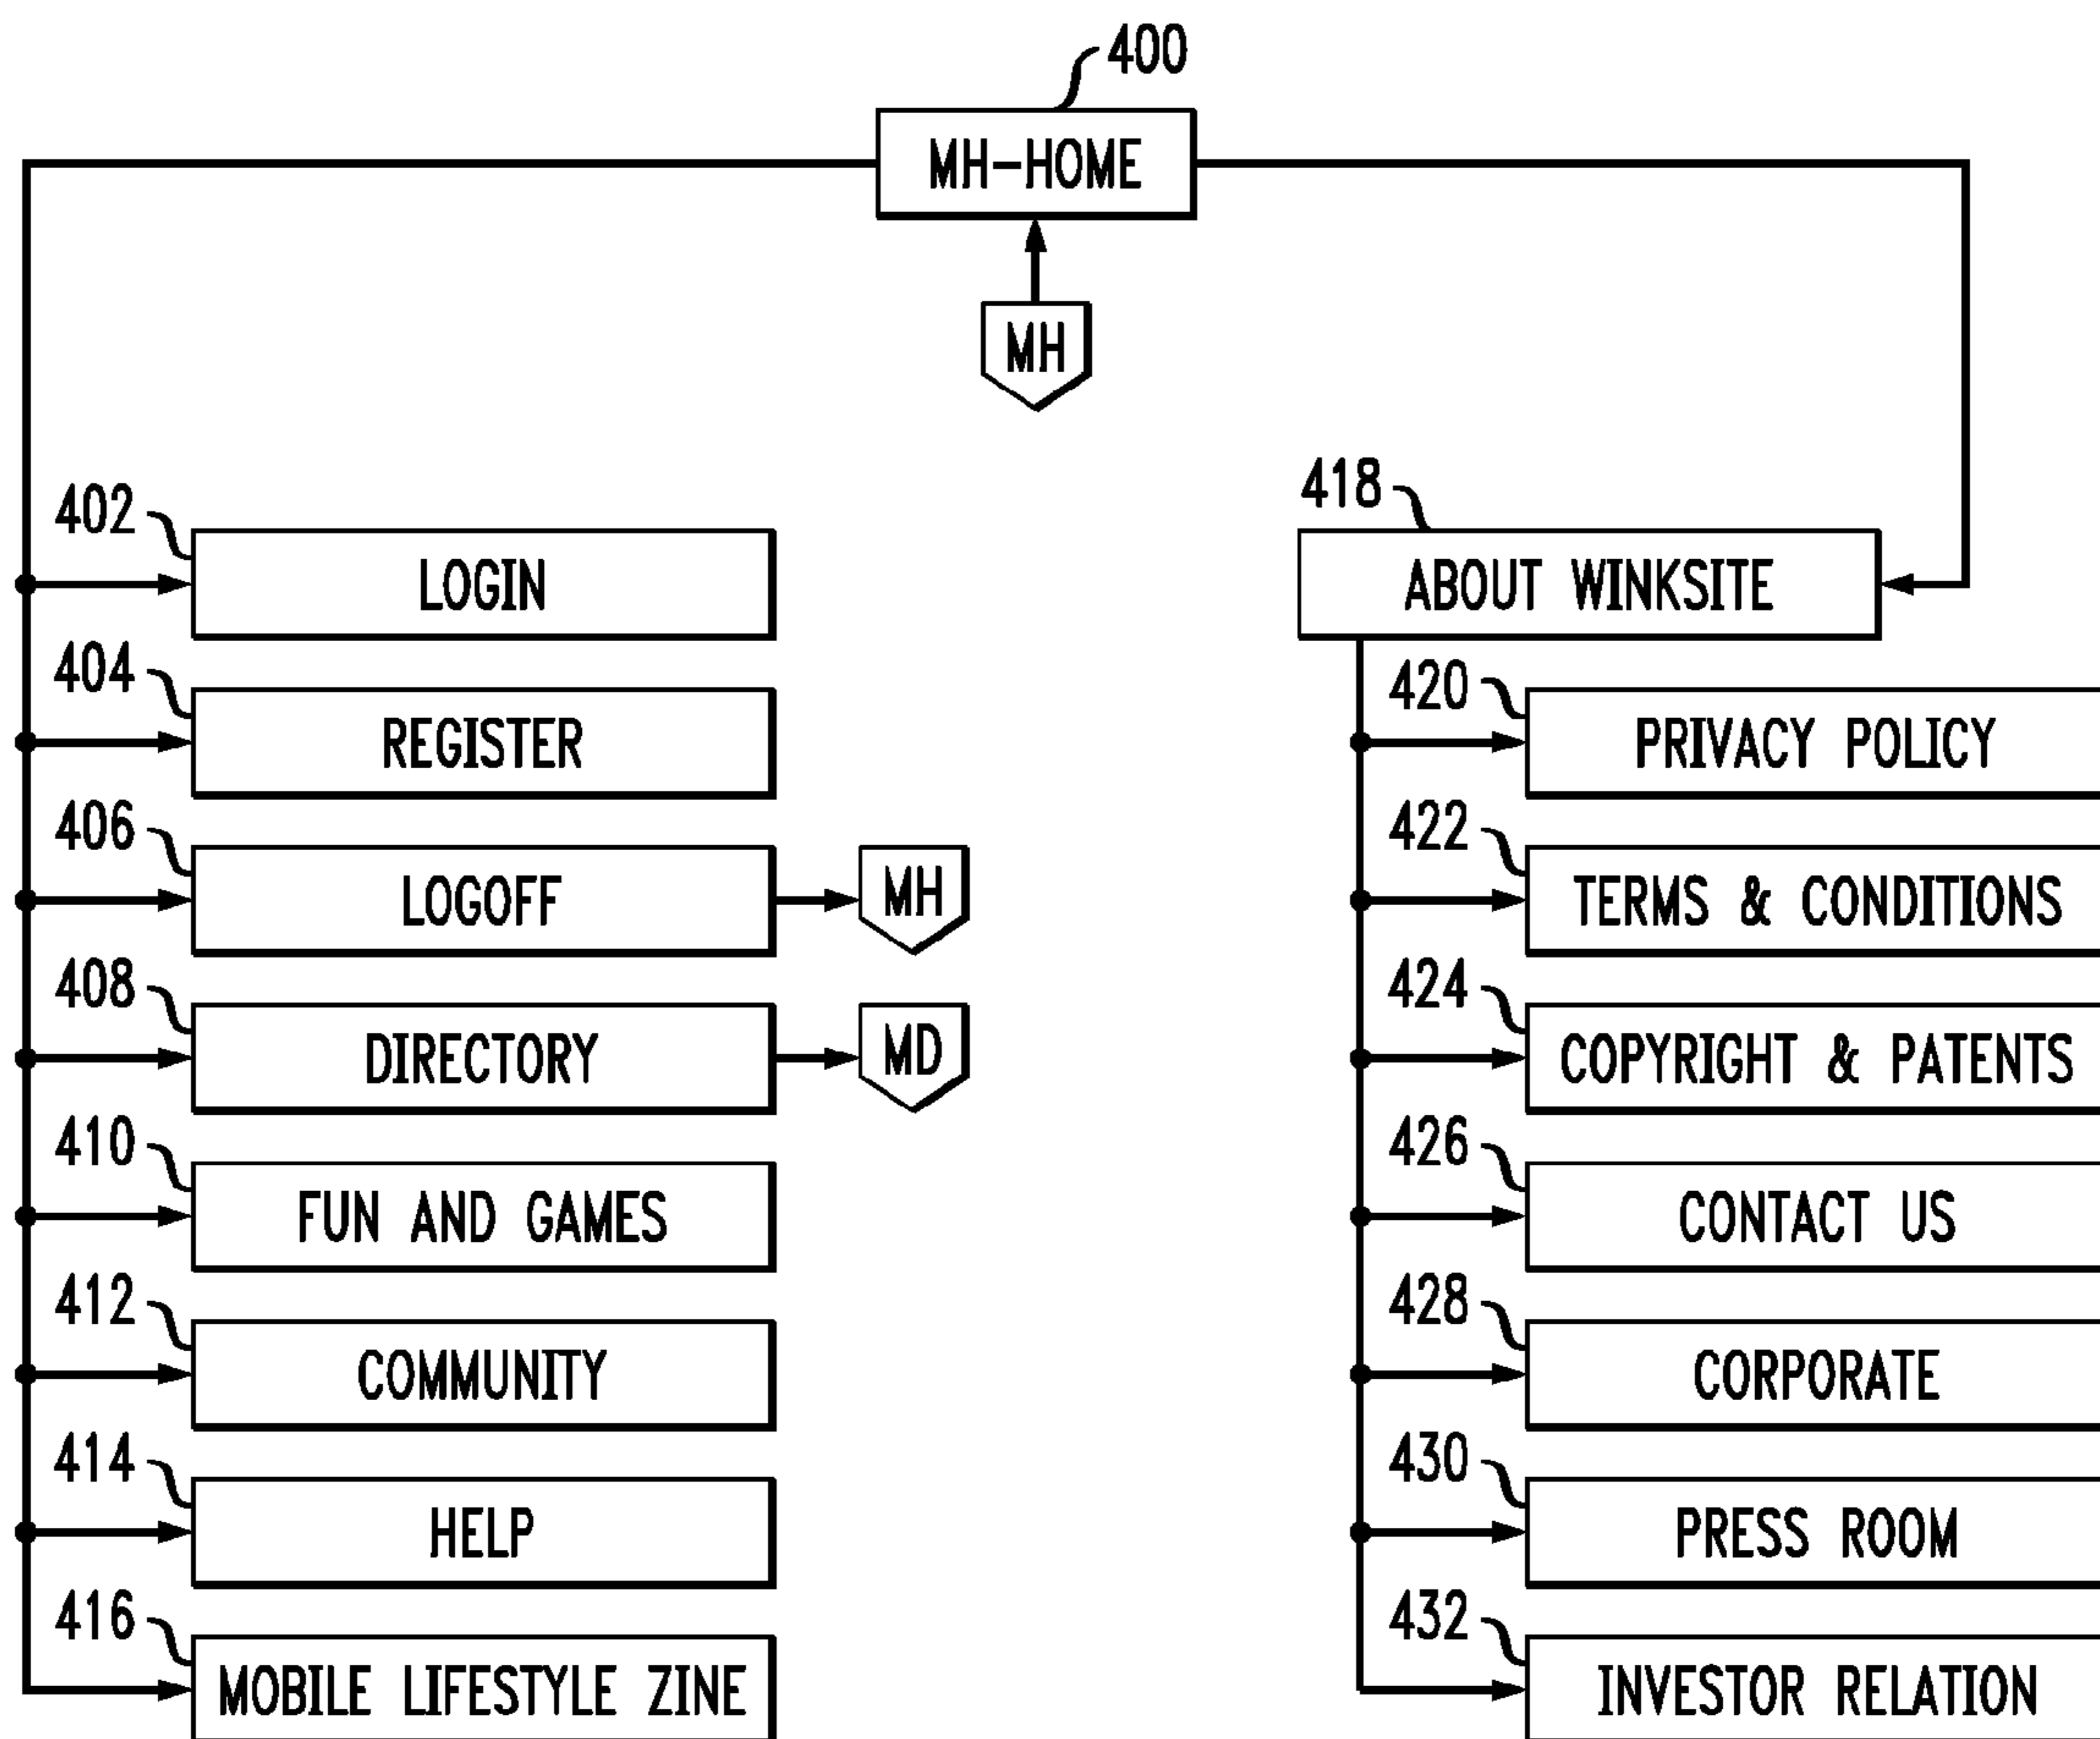 400
MH-HOME
MH
402
LOGIN
404
REGISTER
406
LOGOFF
MH
408
DIRECTORY
MD
410
FUN AND GAMES
412
COMMUNITY
414
HELP
416
MOBILE LIFESTYLE ZINE
418
ABOUT WINKSITE
420
PRIVACY POLICY
422
TERMS & CONDITIONS
424
COPYRIGHT & PATENTS
426
CONTACT US
428
CORPORATE
430
PRESS ROOM
432
INVESTOR RELATION